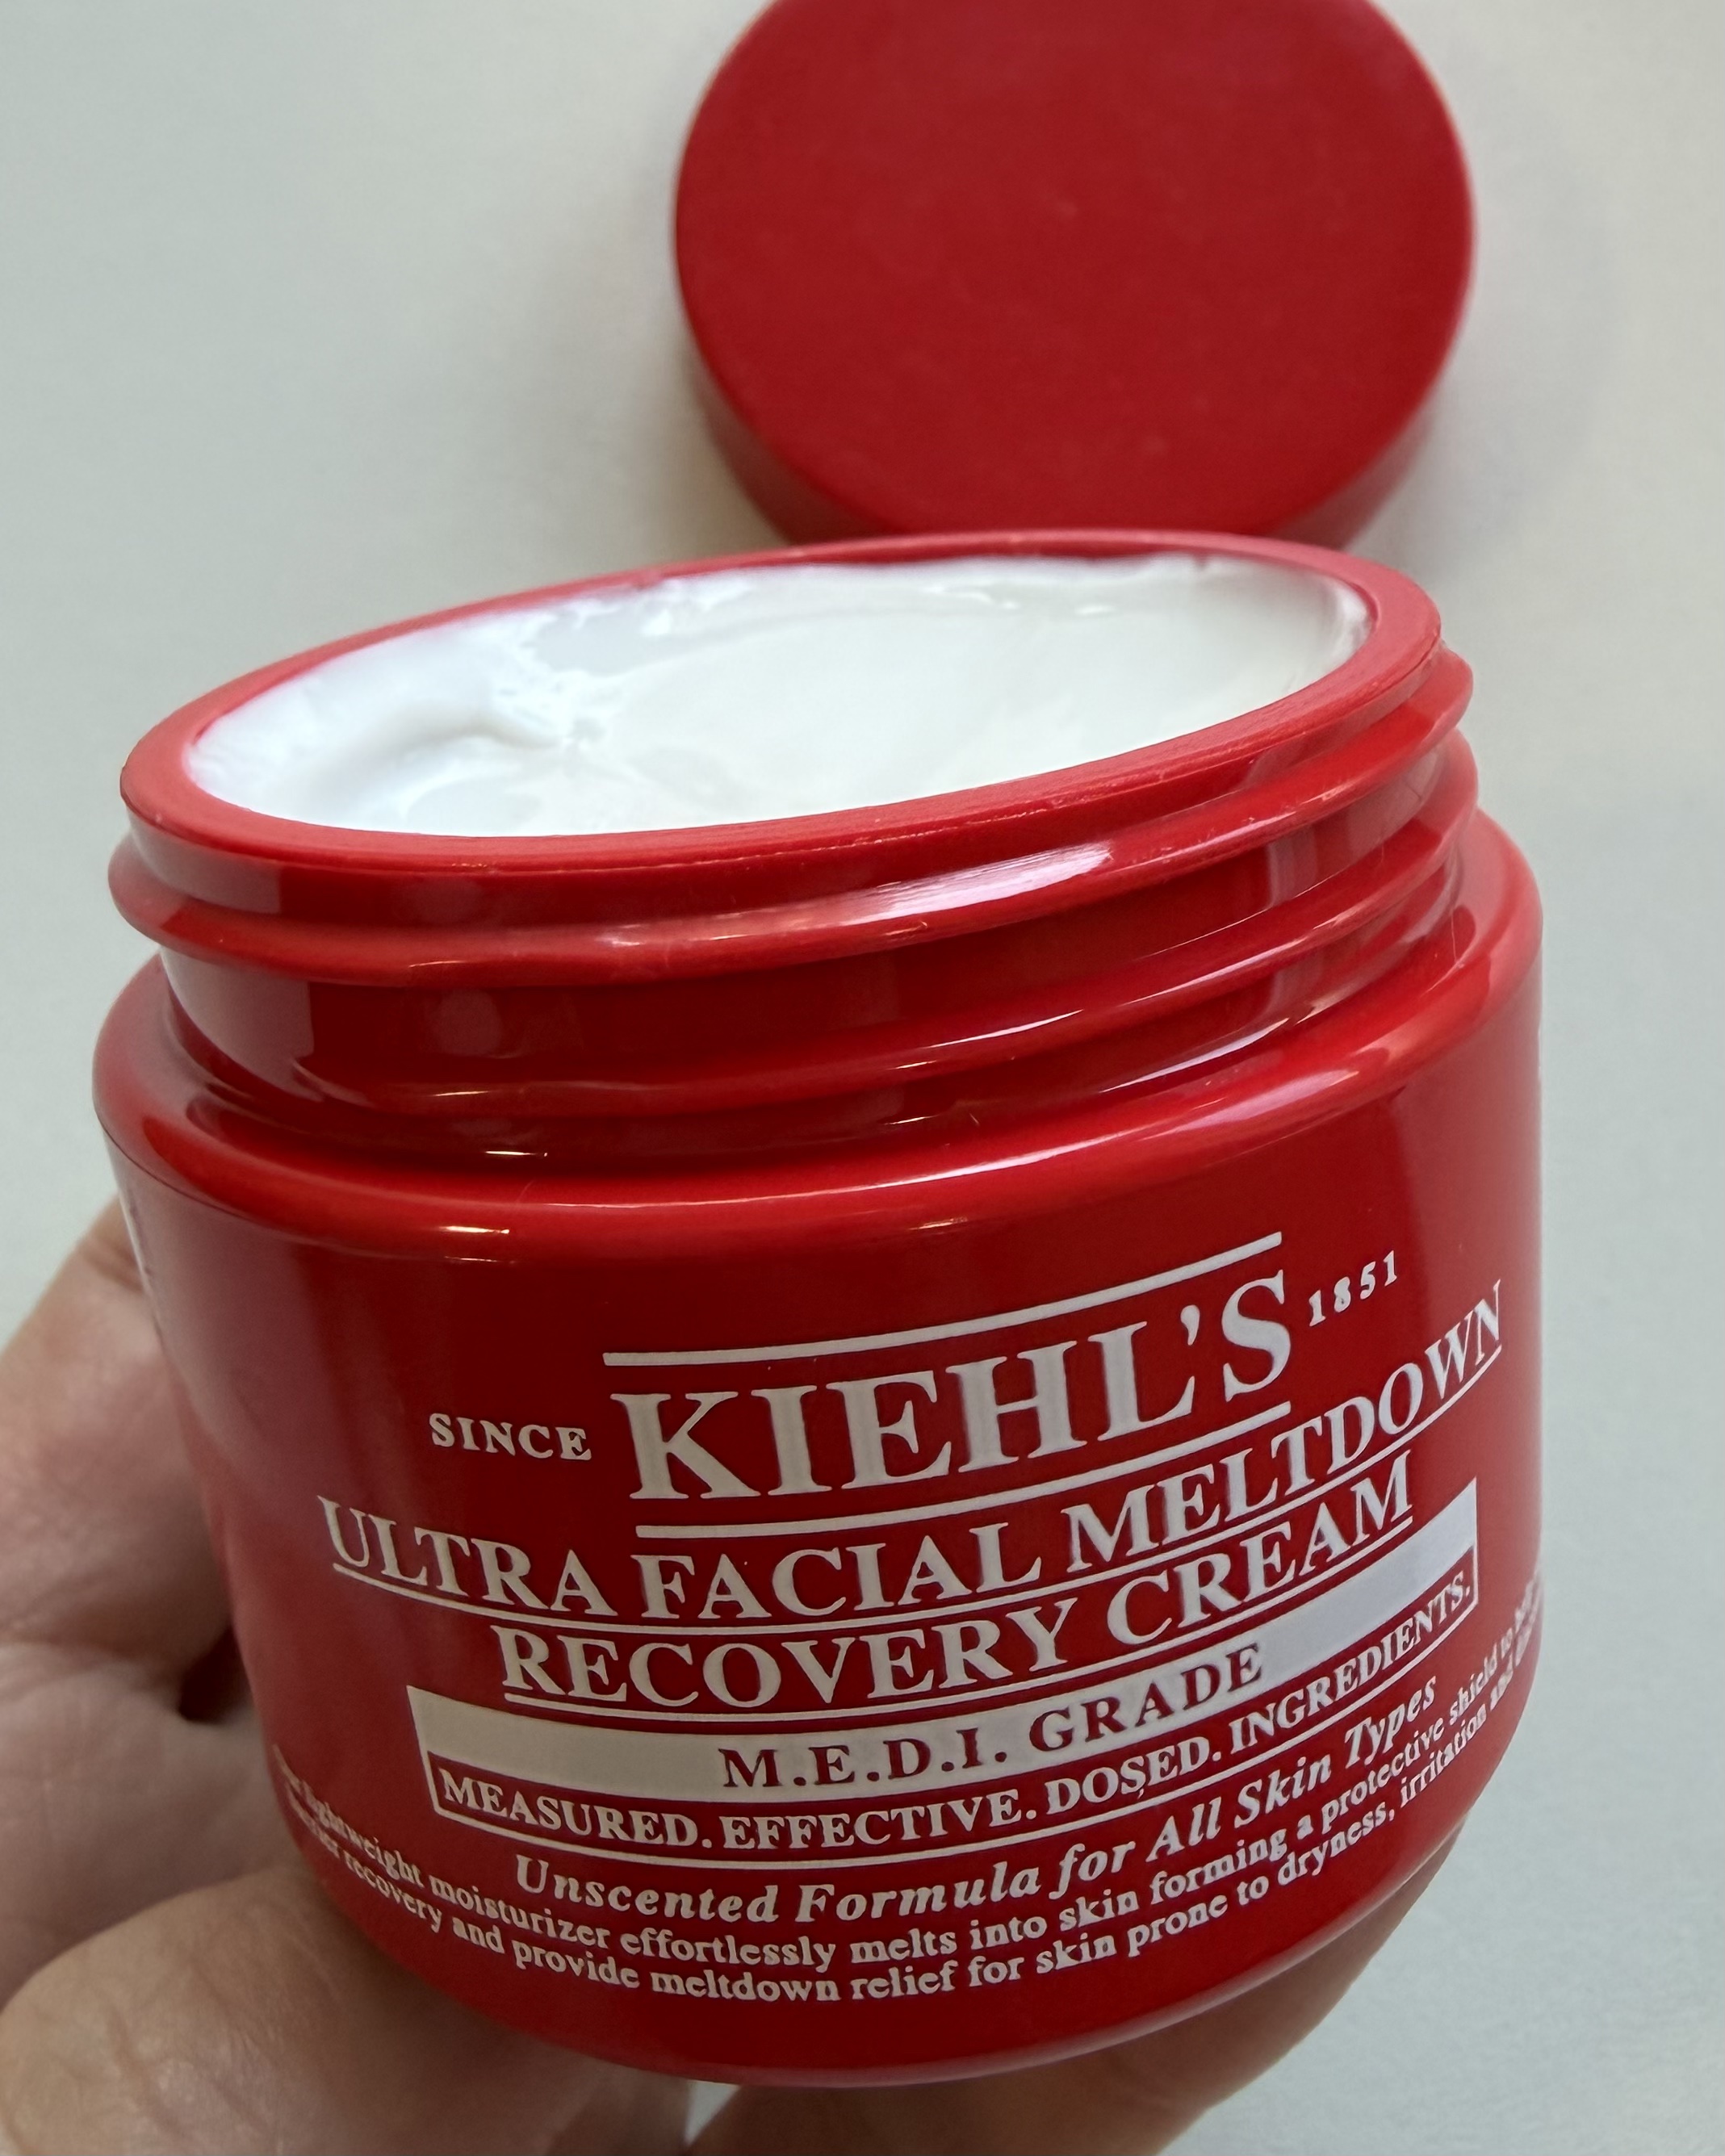 SINCE KIEHL'S 1851
ULTRA FACIAL MELTDOWN
RECOVERY CREAM
M.E.D.I. GRADE
MEASURED. EFFECTIVE. DOSED. INGREDIENTS.
Unscented Formula for All Skin Types
lightweight moisturizer effortlessly melts into skin forming a protective shield to
recovery and provide meltdown relief for skin prone to dryness, irritation and